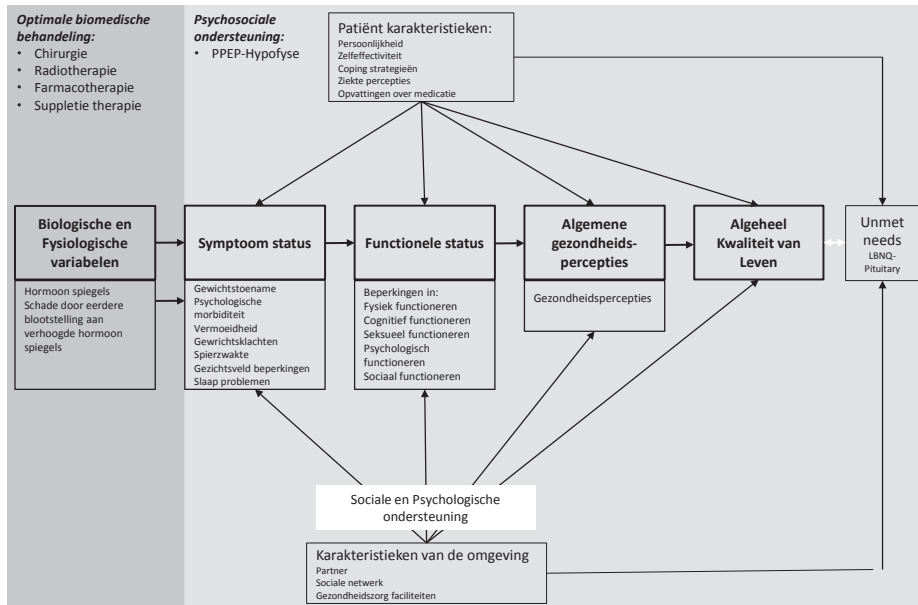 Optimale biomedische
behandeling:
• Chirurgie
• Radiotherapie
• Farmacotherapie
• Suppletie therapie
Psychosociale
ondersteuning:
• PPEP-Hypofyse
Patiënt karakteristieken:
Persoonlijkheid
Zelfeffectiviteit
Coping strategieën
Ziekte percepties
Opvattingen over medicatie
Biologische en
Fysiologische
variabelen
Hormoon spiegels
Schade door eerdere
blootstelling aan
verhoogde hormoon
spiegels
Symptoom status
Gewichtstoename
Psychologische
morbiditeit
Vermoeidheid
Gewrichtsklachten
Spierzwakte
Gezichtsveld beperkingen
Slaap problemen
Functionele status
Beperkingen in:
Fysiek functioneren
Cognitief functioneren
Seksueel functioneren
Psychologisch
functioneren
Sociaal functioneren
Algemene
gezondheids-
percepties
Gezondheidspercepties
Algeheel
Kwaliteit van
Leven
Unmet
needs
LBNQ-
Pituitary
Sociale en Psychologische
ondersteuning
Karakteristieken van de omgeving
Partner
Sociale netwerk
Gezondheidzorg faciliteiten